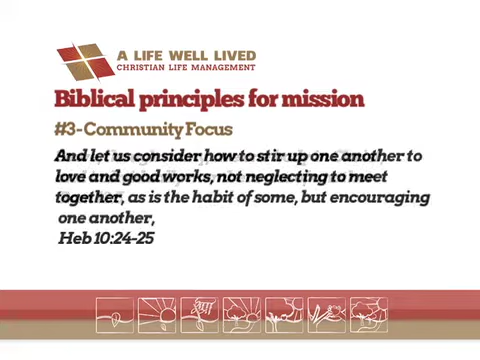 A LIFE WELL LIVED
CHRISTIAN LIFE MANAGEMENT
Biblical principles for mission
#3 - Community Focus
And let us consider how to stir up one another to
love and good works, not neglecting to meet
together, as is the habit of some, but encouraging
one another,
Heb 10:24-25